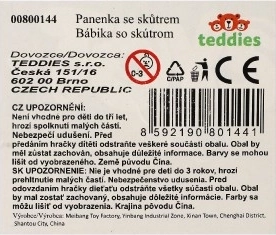 00800144
Panenka se skútrem
Bábika so skútrom
teddies
Dovozce/Dovozca:
TEDDIES s.r.o.
Česká 151/16
602 00 Brno
CZECH REPUBLIC
0-3
C/PAP
CZ UPOZORNĚNÍ:
Není vhodné pro děti do tří let,
hrozí spolknutí malých částí.
Nebezpečí udušení. Před
předáním hračky dítěti odstraňte veškeré součásti obalu. Obal by
měl zůstat zachován, obsahuje důležité informace. Barvy se mohou
lišit od vyobrazeného. Země původu Čína.
SK UPOZORNENIE: Nie je vhodné pre deti do 3 rokov, hrozí
prehltnutie malých častí. Nebezpečenstvo udusenia. Pred
odovzdaním hračky dieťaťu odstráňte všetky súčasti obalu. Obal by
mal zostať zachovaný, obsahuje dôležité informácie. Farby sa
môžu líšiť od vyobrazenia. Krajina pôvodu Čína.
Výrobce/Výrobca: Meibang Toy Factory, Yinbang Industrial Zone, Xinan Town, Chenghai District,
Shantou City, China
8 592190 801441